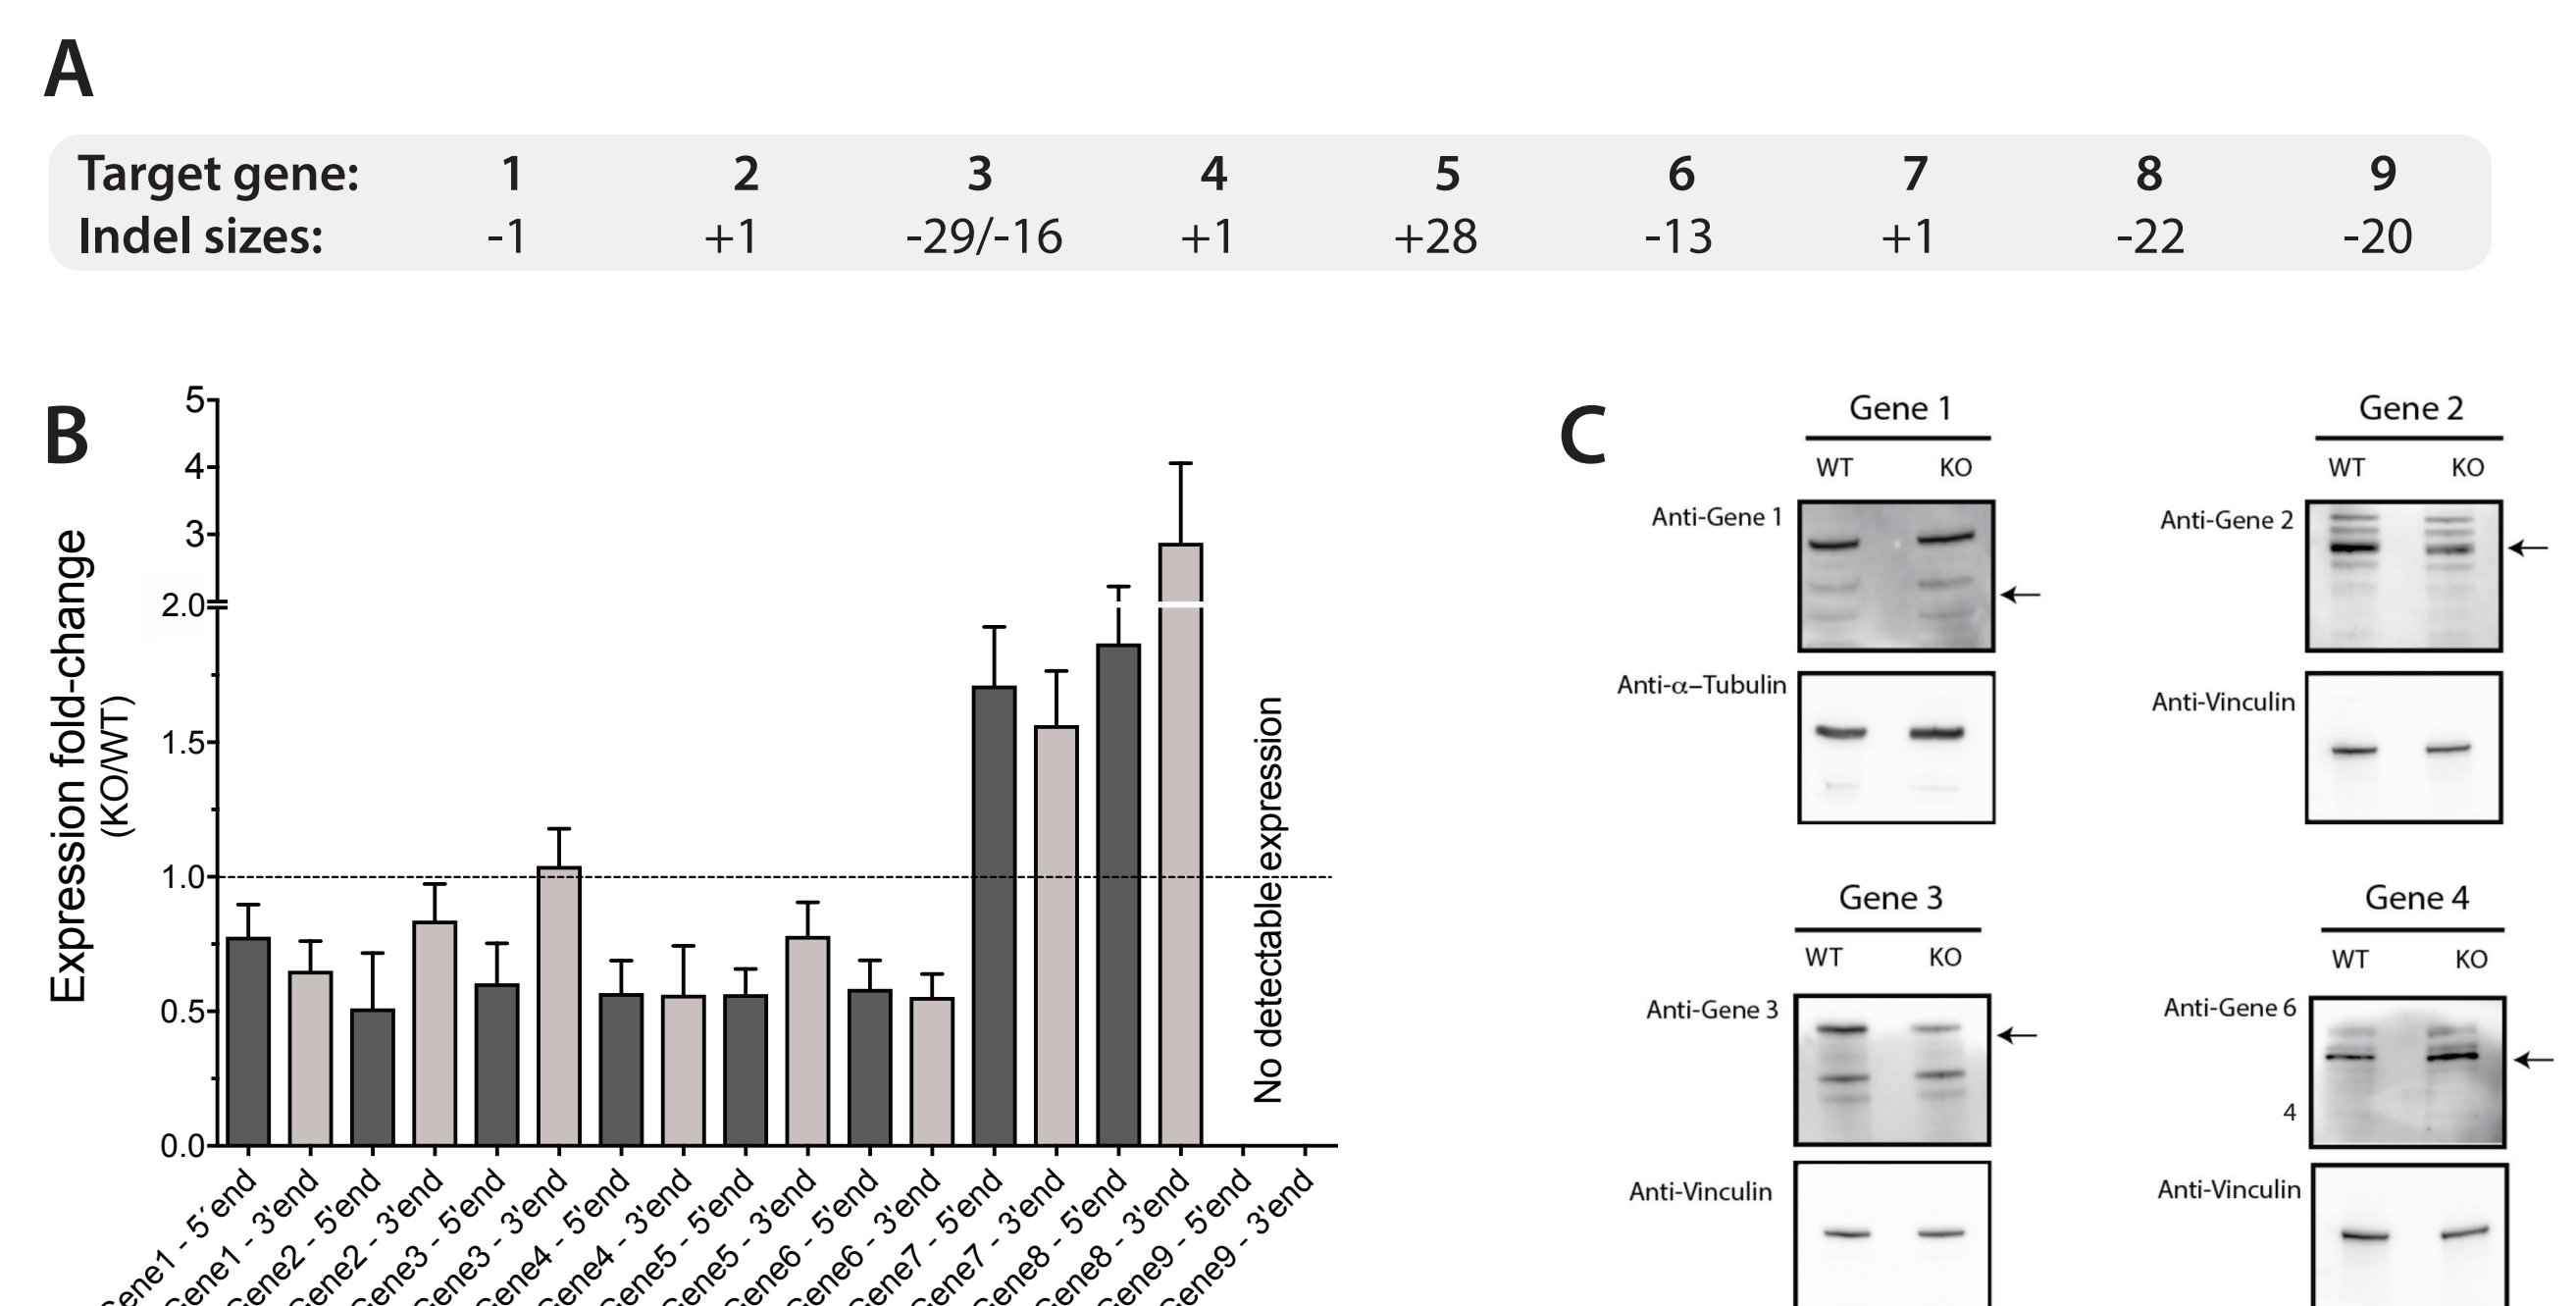 A
Target gene: 1 2 3 4 5 6 7 8 9
Indel sizes: -1 +1 -29/-16 +1 +28 -13 +1 -22 -20
B
Expression fold-change
(KO/WT)
5
4
3
2.0
1.5
1.0
0.5
0.0
No detectable expression
Gene1 - 5´end
Gene1 - 3'end
Gene2 - 5'end
Gene2 - 3'end
Gene3 - 5'end
Gene3 - 3'end
Gene4 - 5'end
Gene4 - 3'end
Gene5 - 5'end
Gene5 - 3'end
Gene6 - 5'end
Gene6 - 3'end
Gene7 - 5'end
Gene7 - 3'end
Gene8 - 5'end
Gene8 - 3'end
Gene9 - 5'end
Gene9 - 3'end
C
Gene 1
WT KO
Anti-Gene 1
Anti-α–Tubulin
Gene 2
WT KO
Anti-Gene 2
Anti-Vinculin
Gene 3
WT KO
Anti-Gene 3
Anti-Vinculin
Gene 4
WT KO
Anti-Gene 6
4
Anti-Vinculin